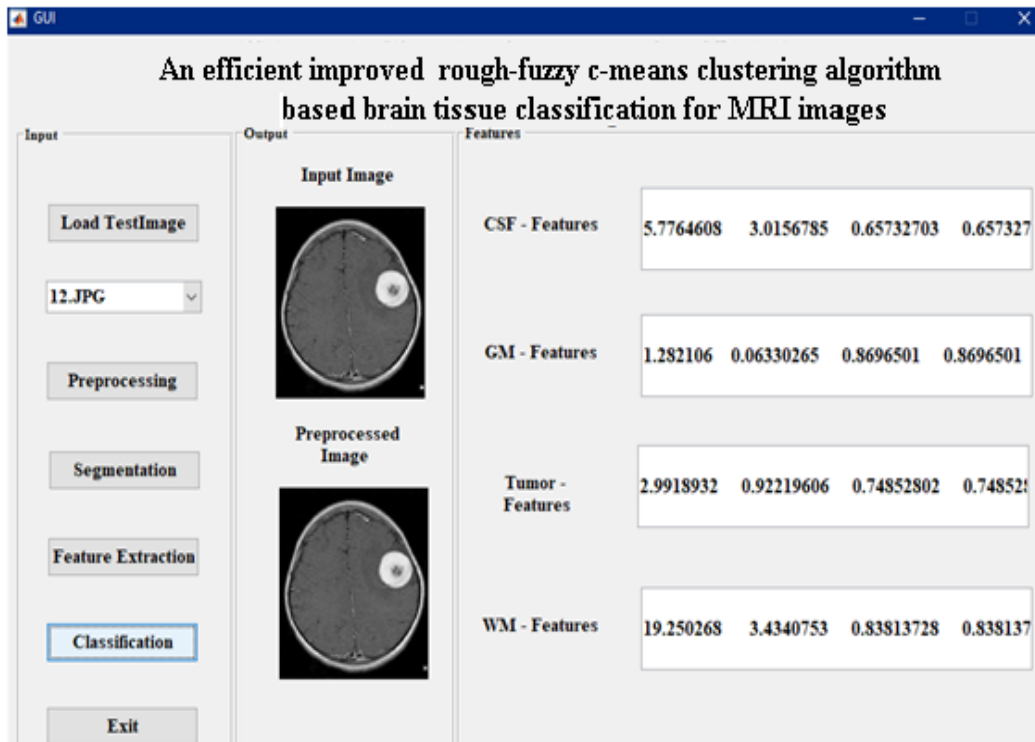 GUI
An efficient improved rough-fuzzy c-means clustering algorithm
based brain tissue classification for MRI images
Input
Load TestImage
12.JPG
Preprocessing
Segmentation
Feature Extraction
Classification
Exit
Output
Input Image
Preprocessed
Image
Features
CSF - Features
5.7764608 3.0156785 0.65732703 0.657327
GM - Features
1.282106 0.06330265 0.8696501 0.8696501
Tumor -
Features
2.9918932 0.92219606 0.74852802 0.74852
WM - Features
19.250268 3.4340753 0.83813728 0.838137